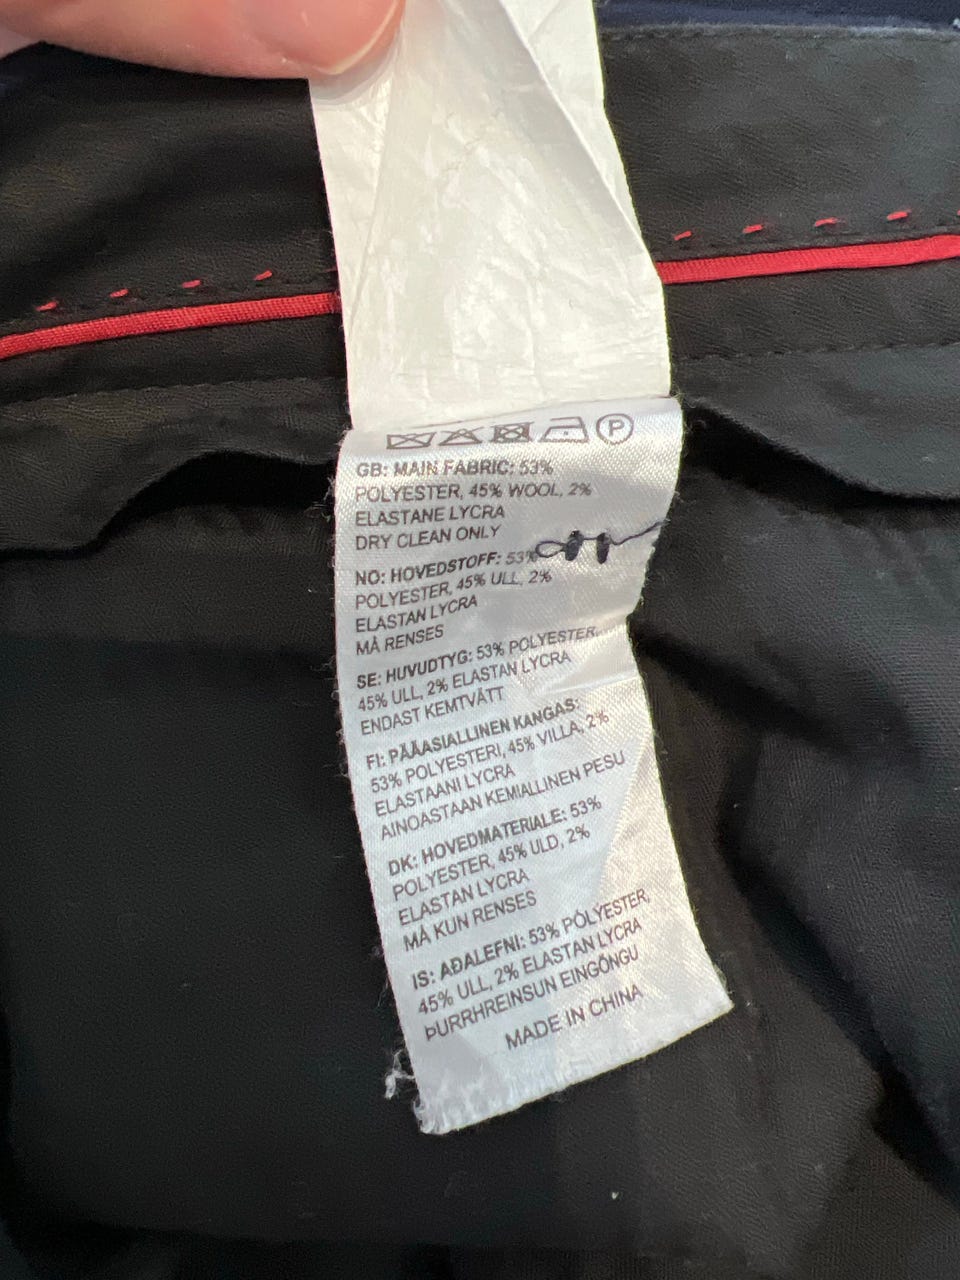 P
GB: MAIN FABRIC: 53%
POLYESTER, 45% WOOL, 2%
ELASTANE LYCRA
DRY CLEAN ONLY
NO: HOVEDSTOFF: 53%
POLYESTER, 45% ULL, 2%
ELASTAN LYCRA
MÅ RENSES
SE: HUVUDTYG: 53% POLYESTER,
45% ULL, 2% ELASTAN LYCRA
ENDAST KEMTVÄTT
FI: PÄÄASIALLINEN KANGAS:
53% POLYESTERI, 45% VILLA, 2%
ELASTAANI LYCRA
AINOASTAAN KEMIALLINEN PESU
DK: HOVEDMATERIALE: 53%
POLYESTER, 45% ULD, 2%
ELASTAN LYCRA
MÅ KUN RENSES
IS: AÐALEFNI: 53% PÓLYESTER,
45% ULL, 2% ELASTAN LYCRA
ÞURRHREINSUN EINGÖNGU
MADE IN CHINA